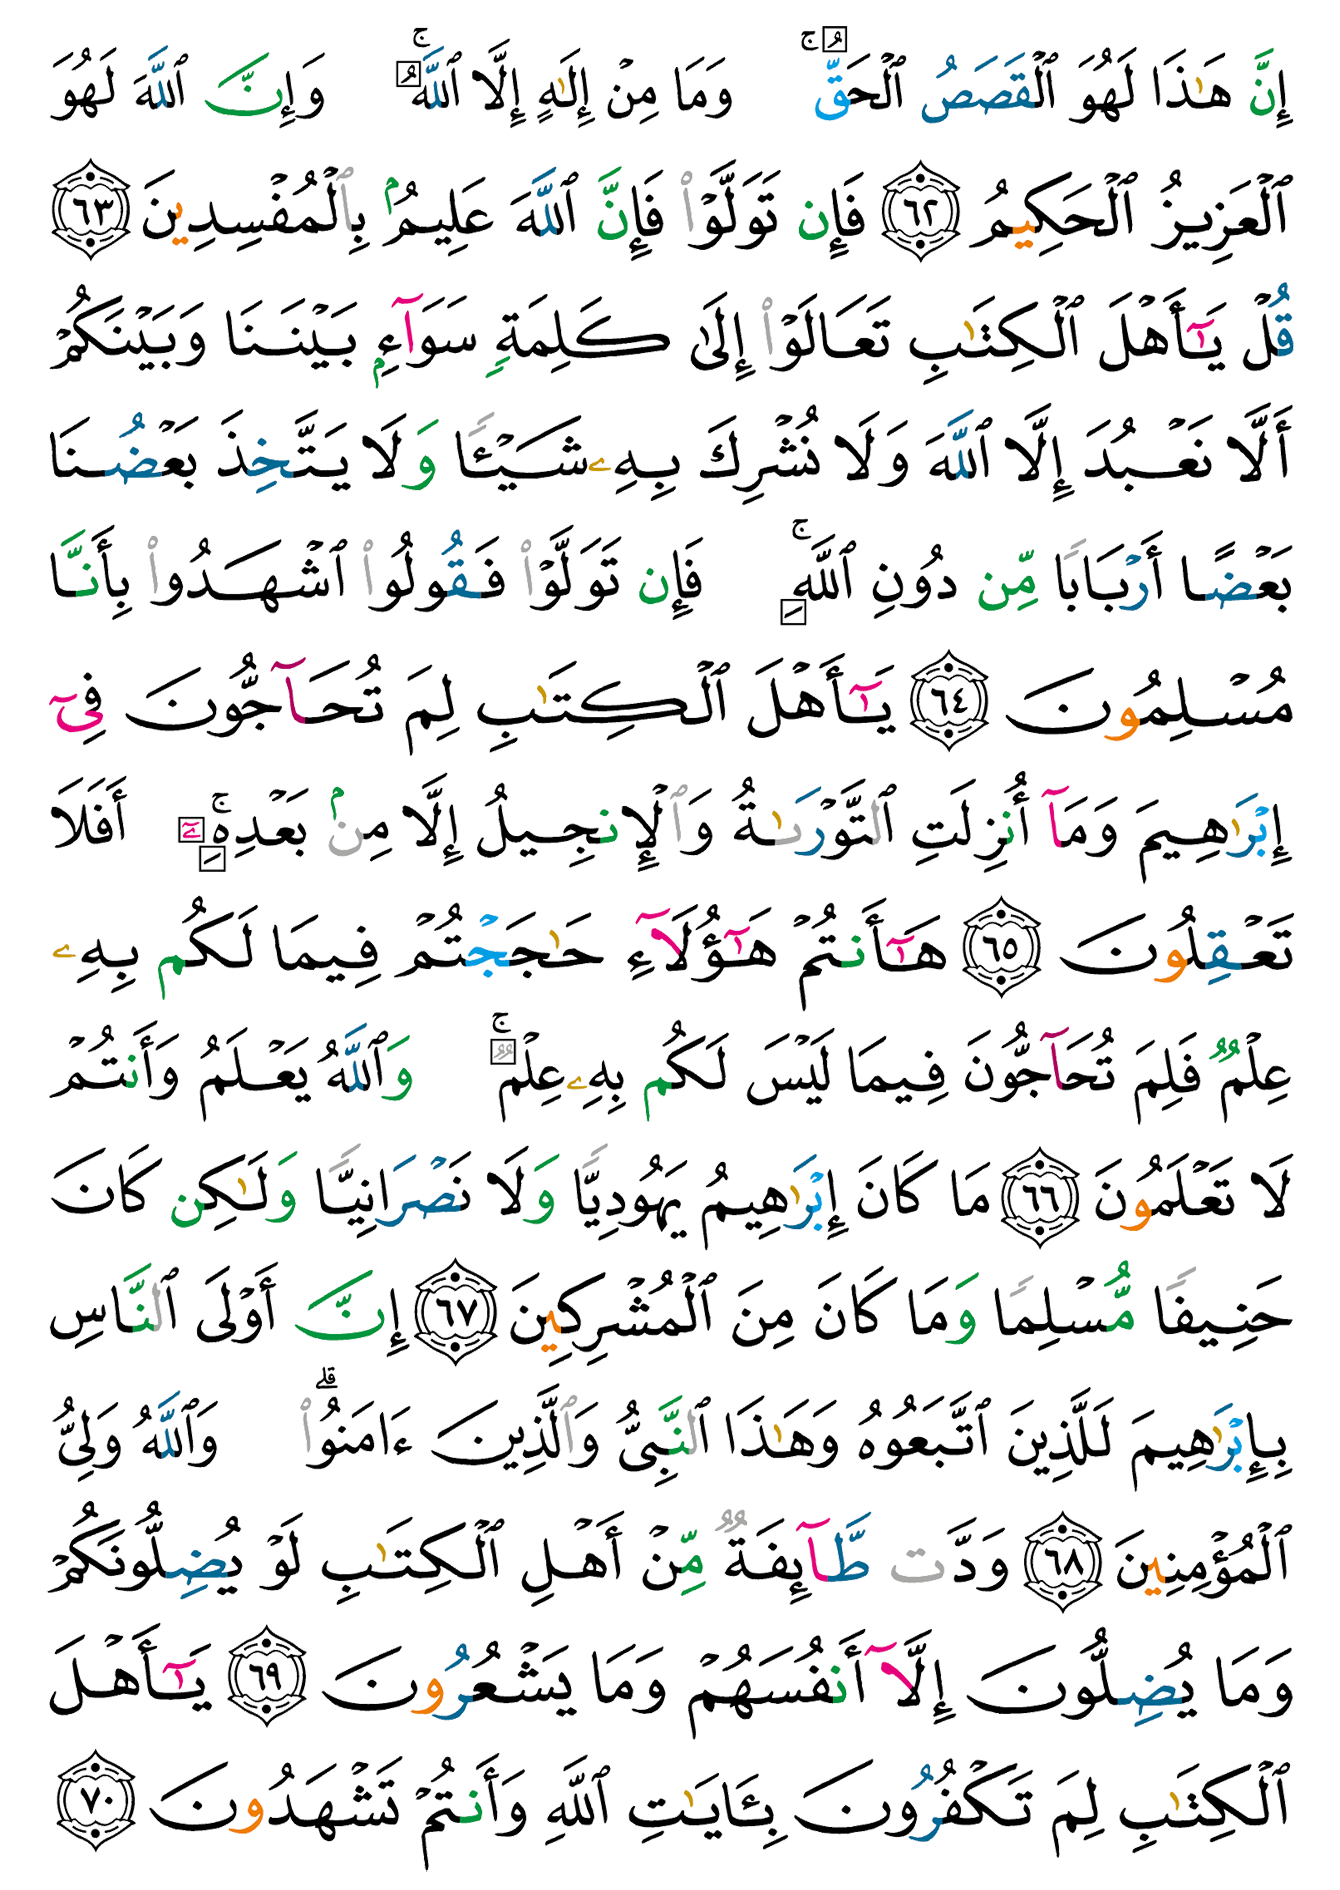 إِنَّ هَـٰذَا لَهُوَ ٱلْقَصَصُ ٱلْحَقُّ ۚ وَمَا مِنْ إِلَـٰهٍ إِلَّا ٱللَّهُ ۚ وَإِنَّ ٱللَّهَ لَهُوَ
ٱلْعَزِيزُ ٱلْحَكِيمُ ٦٢ فَإِن تَوَلَّوْا۟ فَإِنَّ ٱللَّهَ عَلِيمٌۢ بِٱلْمُفْسِدِينَ ٦٣
قُلْ يَـٰٓأَهْلَ ٱلْكِتَـٰبِ تَعَالَوْا۟ إِلَىٰ كَلِمَةٍ سَوَآءٍۭ بَيْنَنَا وَبَيْنَكُمْ
أَلَّا نَعْبُدَ إِلَّا ٱللَّهَ وَلَا نُشْرِكَ بِهِۦ شَيْـًٔا وَلَا يَتَّخِذَ بَعْضُنَا
بَعْضًا أَرْبَابًا مِّن دُونِ ٱللَّهِ ۚ فَإِن تَوَلَّوْا۟ فَقُولُوا۟ ٱشْهَدُوا۟ بِأَنَّا
مُسْلِمُونَ ٦٤ يَـٰٓأَهْلَ ٱلْكِتَـٰبِ لِمَ تُحَآجُّونَ فِىٓ
إِبْرَٰهِيمَ وَمَآ أُنزِلَتِ ٱلتَّوْرَىٰةُ وَٱلْإِنجِيلُ إِلَّا مِنۢ بَعْدِهِۦٓ ۚ أَفَلَا
تَعْقِلُونَ ٦٥ هَـٰٓأَنتُمْ هَـٰٓؤُلَآءِ حَـٰجَجْتُمْ فِيمَا لَكُم بِهِۦ
عِلْمٌ فَلِمَ تُحَآجُّونَ فِيمَا لَيْسَ لَكُم بِهِۦ عِلْمٌ ۚ وَٱللَّهُ يَعْلَمُ وَأَنتُمْ
لَا تَعْلَمُونَ ٦٦ مَا كَانَ إِبْرَٰهِيمُ يَهُودِيًّا وَلَا نَصْرَانِيًّا وَلَـٰكِن كَانَ
حَنِيفًا مُّسْلِمًا وَمَا كَانَ مِنَ ٱلْمُشْرِكِينَ ٦٧ إِنَّ أَوْلَى ٱلنَّاسِ
بِإِبْرَٰهِيمَ لَلَّذِينَ ٱتَّبَعُوهُ وَهَـٰذَا ٱلنَّبِىُّ وَٱلَّذِينَ ءَامَنُوا۟ ۗ وَٱللَّهُ وَلِىُّ
ٱلْمُؤْمِنِينَ ٦٨ وَدَّت طَّآئِفَةٌ مِّنْ أَهْلِ ٱلْكِتَـٰبِ لَوْ يُضِلُّونَكُمْ
وَمَا يُضِلُّونَ إِلَّآ أَنفُسَهُمْ وَمَا يَشْعُرُونَ ٦٩ يَـٰٓأَهْلَ
ٱلْكِتَـٰبِ لِمَ تَكْفُرُونَ بِـَٔايَـٰتِ ٱللَّهِ وَأَنتُمْ تَشْهَدُونَ ٧٠